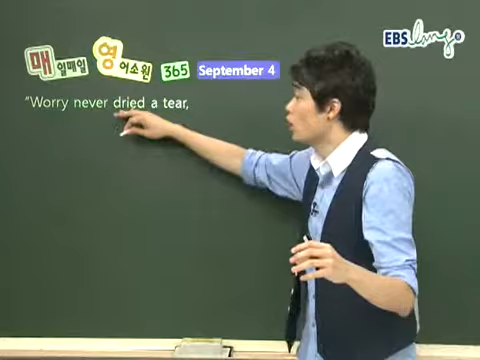 매일매일 영어소원 365 September 4
EBS lang
"Worry never dried a tear,